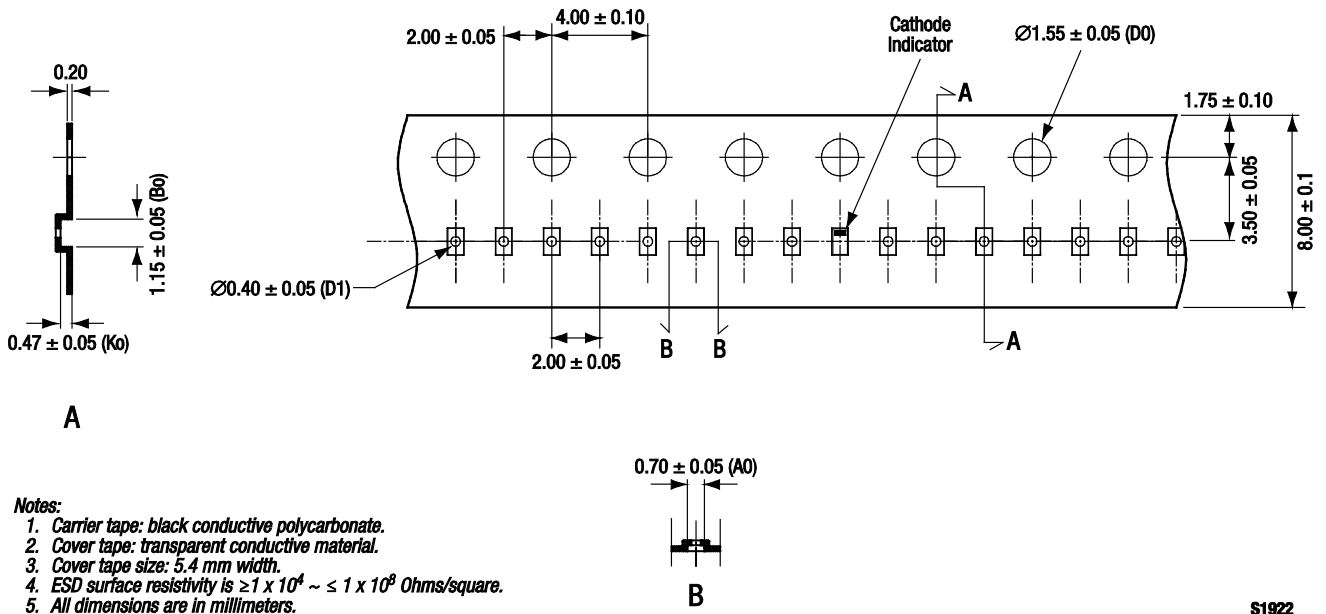 4.00 ± 0.10
2.00 ± 0.05
Cathode
Indicator
Ø1.55 ± 0.05 (D0)
0.20
A
1.75 ± 0.10
1.15 ± 0.05 (Bo)
3.50 ± 0.05
8.00 ± 0.1
Ø0.40 ± 0.05 (D1)
0.47 ± 0.05 (Ko)
B
B
A
2.00 ± 0.05
A
0.70 ± 0.05 (A0)
B
Notes:
1. Carrier tape: black conductive polycarbonate.
2. Cover tape: transparent conductive material.
3. Cover tape size: 5.4 mm width.
4. ESD surface resistivity is ≥1 x 10⁴ ~ ≤ 1 x 10⁸ Ohms/square.
5. All dimensions are in millimeters.
S1922